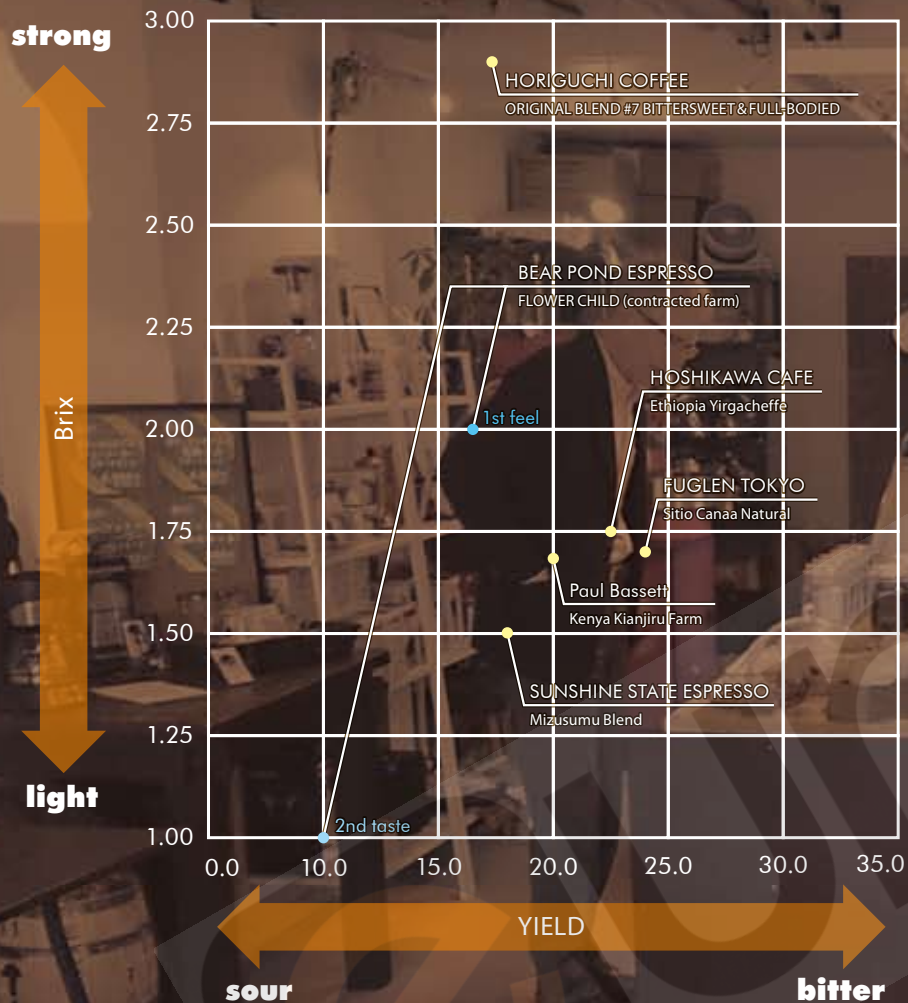 strong
3.00
HORIGUCHI COFFEE
ORIGINAL BLEND #7 BITTERSWEET & FULL-BODIED
2.75
2.50
BEAR POND ESPRESSO
FLOWER CHILD (contracted farm)
2.25
HOSHIKAWA CAFE
Ethiopia Yirgacheffe
Brix
2.00
1st feel
FUGLEN TOKYO
Sitio Canaa Natural
1.75
Paul Bassett
Kenya Kianjiru Farm
1.50
SUNSHINE STATE ESPRESSO
Mizusumu Blend
1.25
light
1.00
2nd taste
0.0 10.0 15.0 20.0 25.0 30.0 35.0
YIELD
sour bitter